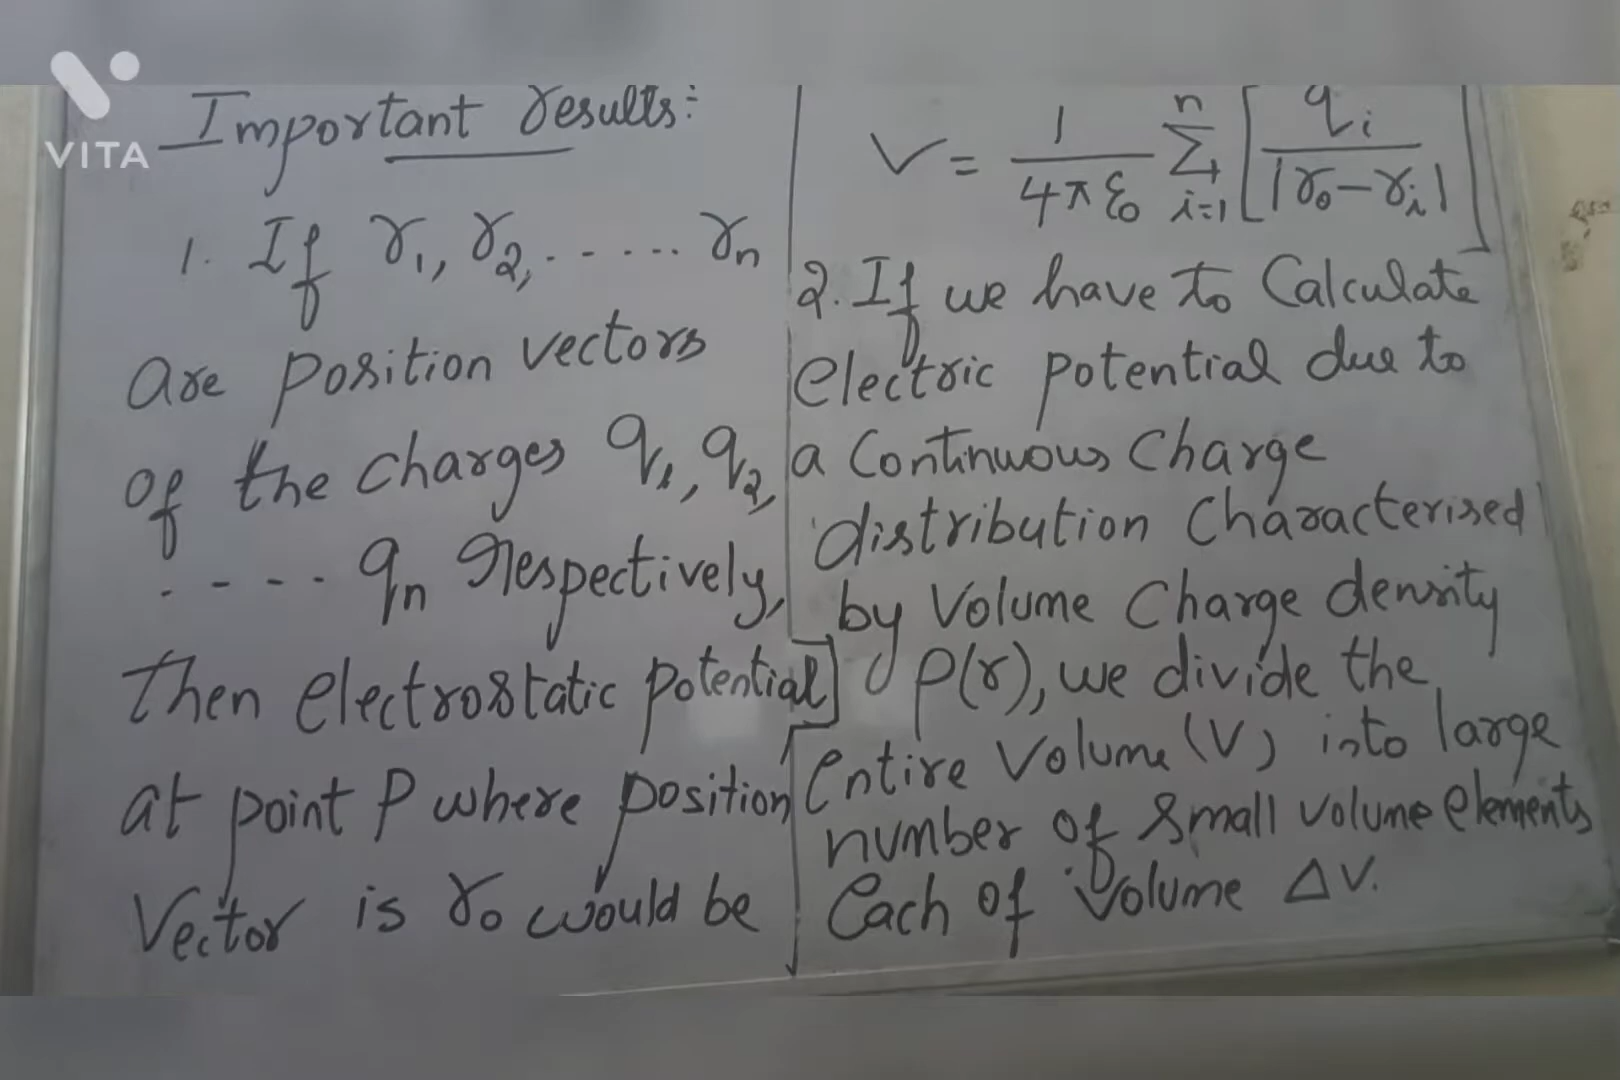 VITA
Important results:
1. If r₁, r₂, ...... rₙ
are position vectors
of the charges q₁, q₂,
..... qₙ respectively,
then electrostatic potential
at point P where position
Vector is r₀ would be
V = 1/4πε₀ Σⁿᵢ₌₁ [qᵢ/|r₀-rᵢ|]
2. If we have to Calculate
electric potential due to
a Continuous Charge
distribution Characterised
by Volume Charge density
ρ(r), we divide the
entire Volume (V) into large
number of small volume elements
each of Volume ΔV.